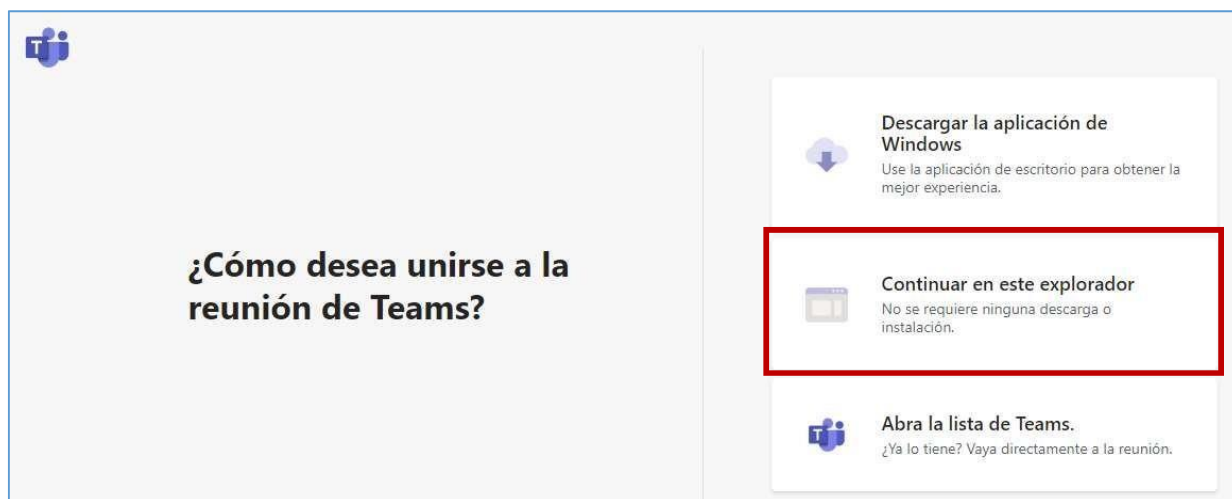 ¿Cómo desea unirse a la
reunión de Teams?
Descargar la aplicación de
Windows
Use la aplicación de escritorio para obtener la
mejor experiencia.
Continuar en este explorador
No se requiere ninguna descarga o
instalación.
Abra la lista de Teams.
¿Ya lo tiene? Vaya directamente a la reunión.